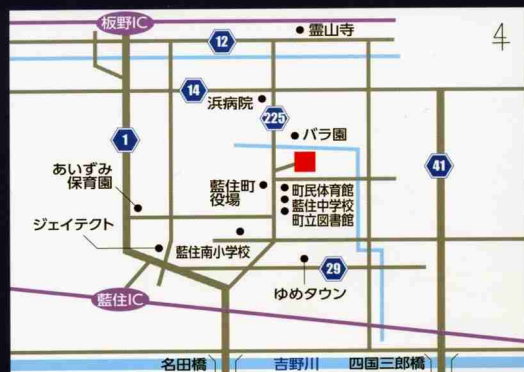 板野IC
霊山寺
12
14
浜病院
225
バラ園
1
41
あいずみ
保育園
藍住町
役場
町民体育館
藍住中学校
町立図書館
ジェイテクト
藍住南小学校
29
ゆめタウン
藍住IC
名田橋
吉野川
四国三郎橋